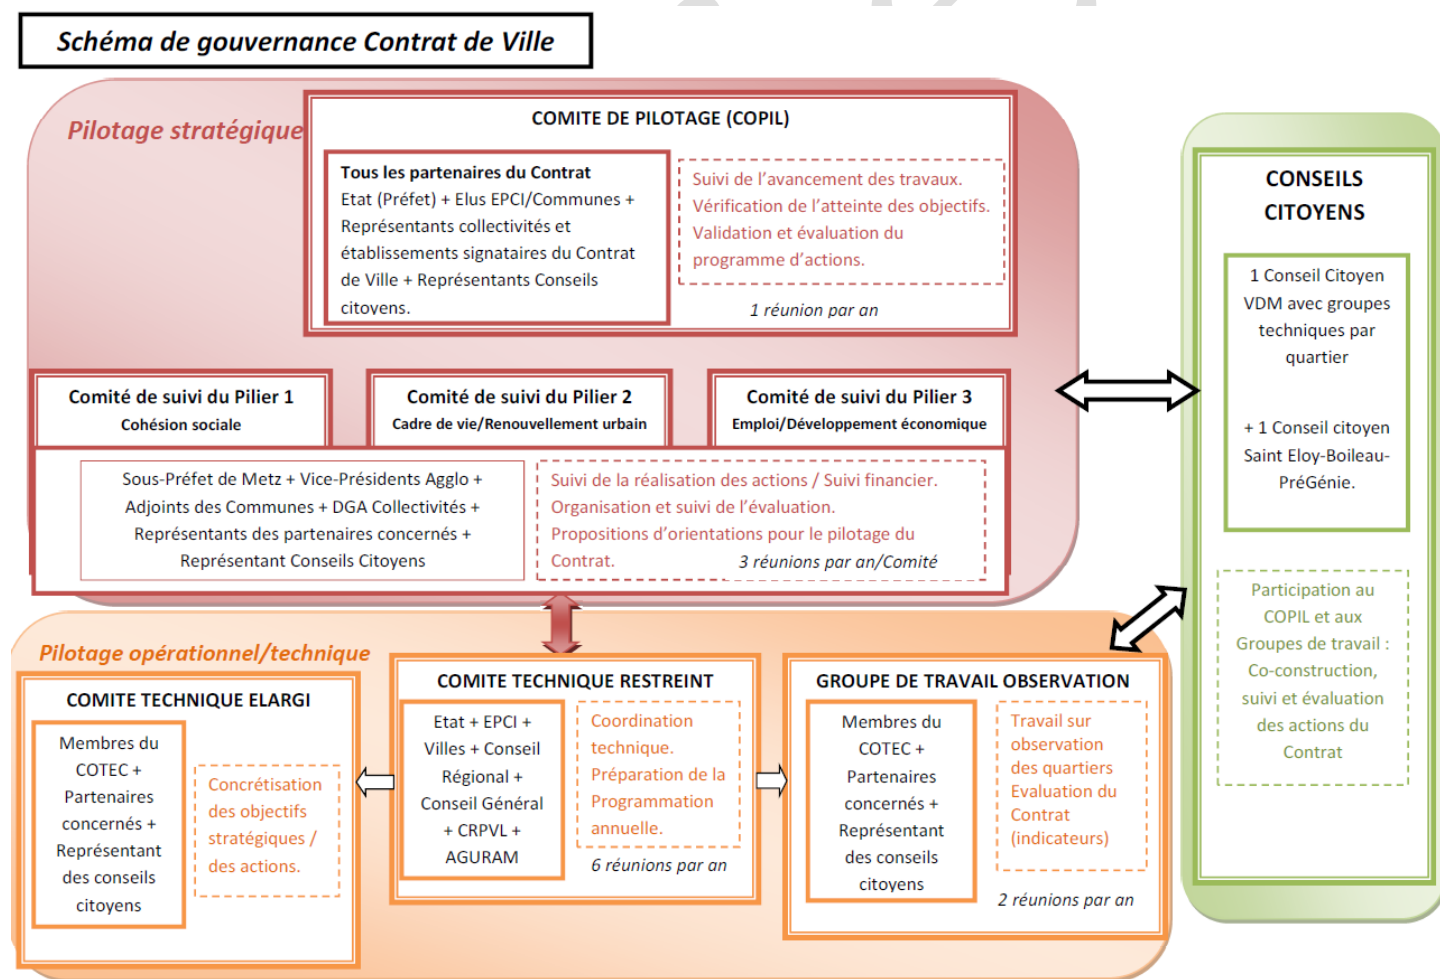 Schéma de gouvernance Contrat de Ville
Pilotage stratégique
COMITE DE PILOTAGE (COPIL)
Tous les partenaires du Contrat
Etat (Préfet) + Elus EPCI/Communes +
Représentants collectivités et
établissements signataires du Contrat
de Ville + Représentants Conseils
citoyens.
Suivi de l'avancement des travaux.
Vérification de l'atteinte des objectifs.
Validation et évaluation du
programme d'actions.
1 réunion par an
Comité de suivi du Pilier 1
Cohésion sociale
Comité de suivi du Pilier 2
Cadre de vie/Renouvellement urbain
Comité de suivi du Pilier 3
Emploi/Développement économique
Sous-Préfet de Metz + Vice-Présidents Agglo +
Adjoints des Communes + DGA Collectivités +
Représentants des partenaires concernés +
Représentant Conseils Citoyens
Suivi de la réalisation des actions / Suivi financier.
Organisation et suivi de l'évaluation.
Propositions d'orientations pour le pilotage du
Contrat.
3 réunions par an/Comité
CONSEILS
CITOYENS
1 Conseil Citoyen
VDM avec groupes
techniques par
quartier
+ 1 Conseil citoyen
Saint Eloy-Boileau-
PréGénie.
Participation au
COPIL et aux
Groupes de travail :
Co-construction,
suivi et évaluation
des actions du
Contrat
Pilotage opérationnel/technique
COMITE TECHNIQUE ELARGI
Membres du
COTEC +
Partenaires
concernés +
Représentant
des conseils
citoyens
Concrétisation
des objectifs
stratégiques /
des actions.
COMITE TECHNIQUE RESTREINT
Etat + EPCI +
Villes + Conseil
Régional +
Conseil Général
+ CRPVL +
AGURAM
Coordination
technique.
Préparation de la
Programmation
annuelle.
6 réunions par an
GROUPE DE TRAVAIL OBSERVATION
Membres du
COTEC +
Partenaires
concernés +
Représentant
des conseils
citoyens
Travail sur
observation
des quartiers
Evaluation du
Contrat
(indicateurs)
2 réunions par an